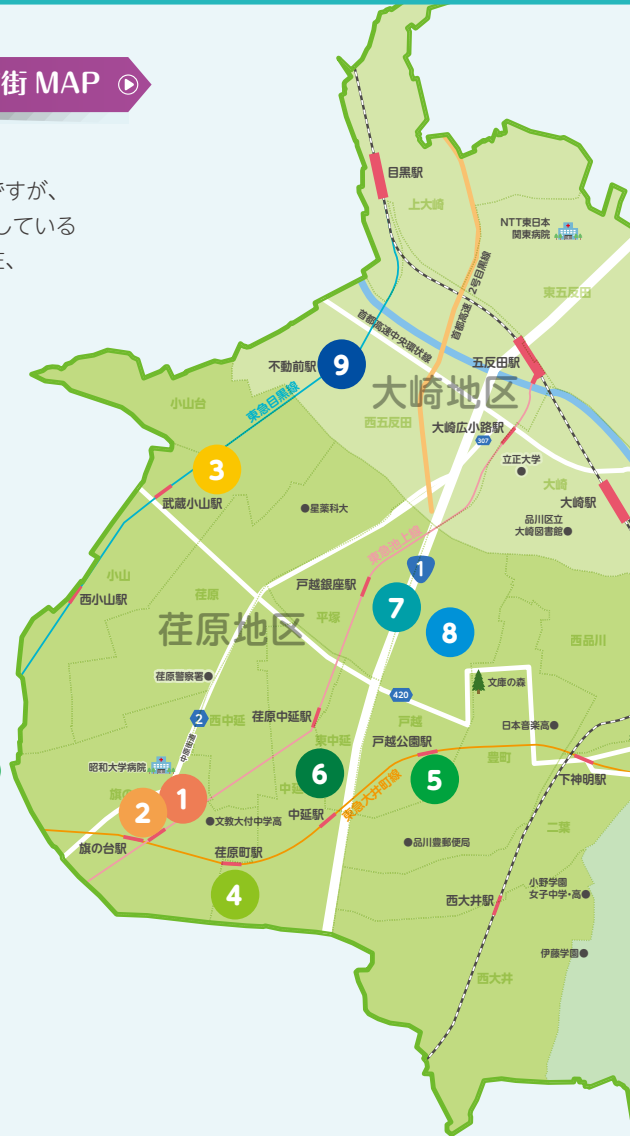 街 MAP
ですが、
している
在、
目黒駅
上大崎
NTT東日本
関東病院
首都高速 2号目黒線
東五反田
首都高速中央環状線
五反田駅
不動前駅
9
大崎地区
小山台
東急目黒線
西五反田
大崎広小路駅
307
立正大学
大崎
3
武蔵小山駅
星薬科大
大崎駅
品川区立
大崎図書館
東急池上線
1
小山
荏原
戸越銀座駅
西小山駅
平塚
7
8
荏原地区
西品川
荏原警察署
文庫の森
420
2
西中延
荏原中延駅
戸越
日本音楽高
中原街道
東中延
戸越公園駅
豊町
昭和大学病院
6
5
下神明駅
旗の
1
2
中延
東急大井町線
文教大付中学高
中延駅
二葉
旗の台駅
荏原町駅
品川豊郵便局
4
小野学園
女子中学・高
西大井駅
伊藤学園
西大井